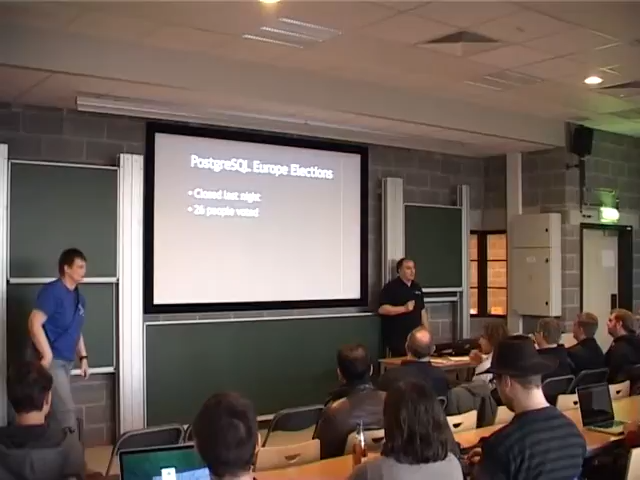 PostgreSQL Europe Elections
• Closed last night
• 26 people voted